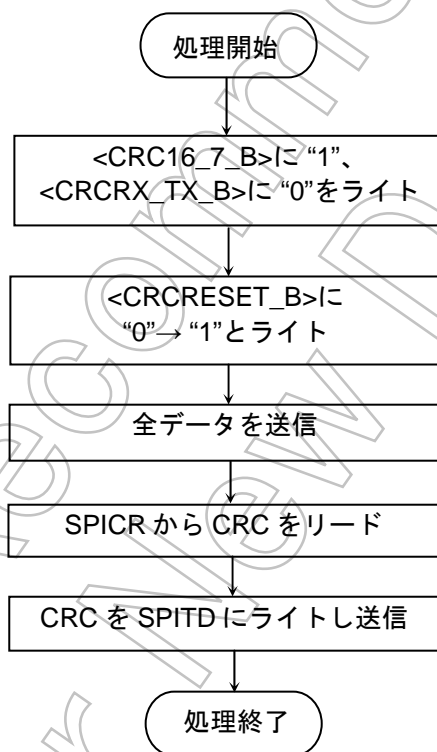 処理開始
<CRC16_7_B>に “1”、
<CRCRX_TX_B>に “0”をライト
<CRCRESET_B>に
“0”→ “1”とライト
全データを送信
SPICR から CRC をリード
CRC を SPITD にライトし送信
処理終了